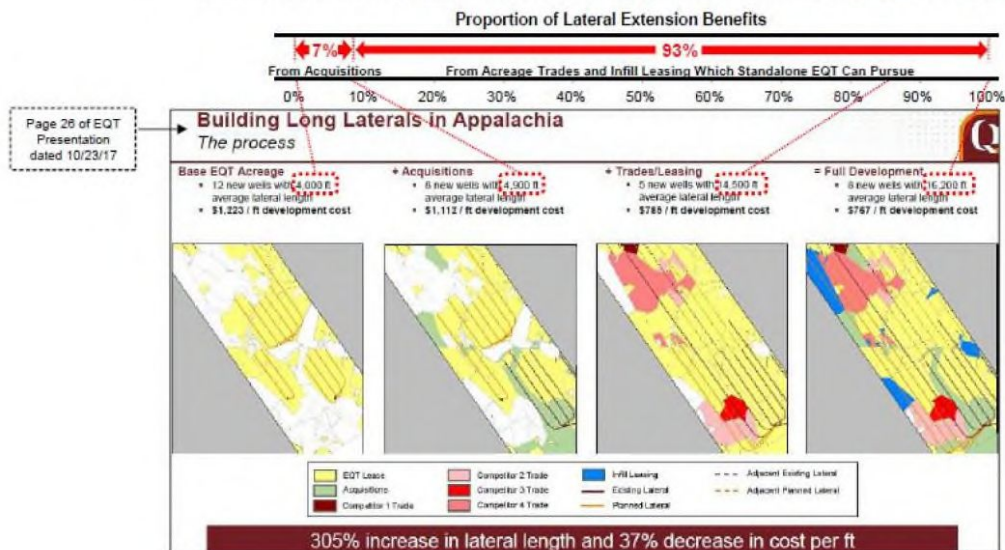 Proportion of Lateral Extension Benefits
7% 93%
From Acquisitions From Acreage Trades and Infill Leasing Which Standalone EQT Can Pursue
0% 10% 20% 30% 40% 50% 60% 70% 80% 90% 100%
Page 26 of EQT
Presentation
dated 10/23/17
Building Long Laterals in Appalachia
The process
Base EQT Acreage
• 12 new wells with 4,000 ft
average lateral length
• $1,223 / ft development cost
+ Acquisitions
• 6 new wells with 4,900 ft
average lateral length
• $1,112 / ft development cost
+ Trades/Leasing
• 5 new wells with 14,500 ft
average lateral length
• $785 / ft development cost
= Full Development
• 6 new wells with 16,200 ft
average lateral length
• $767 / ft development cost
EQT Lease
Acquisitions
Competitor 1 Trade
Competitor 2 Trade
Competitor 3 Trade
Competitor 4 Trade
Infill Leasing
Existing Lateral
Planned Lateral
Adjacent Existing Lateral
Adjacent Planned Lateral
305% increase in lateral length and 37% decrease in cost per ft